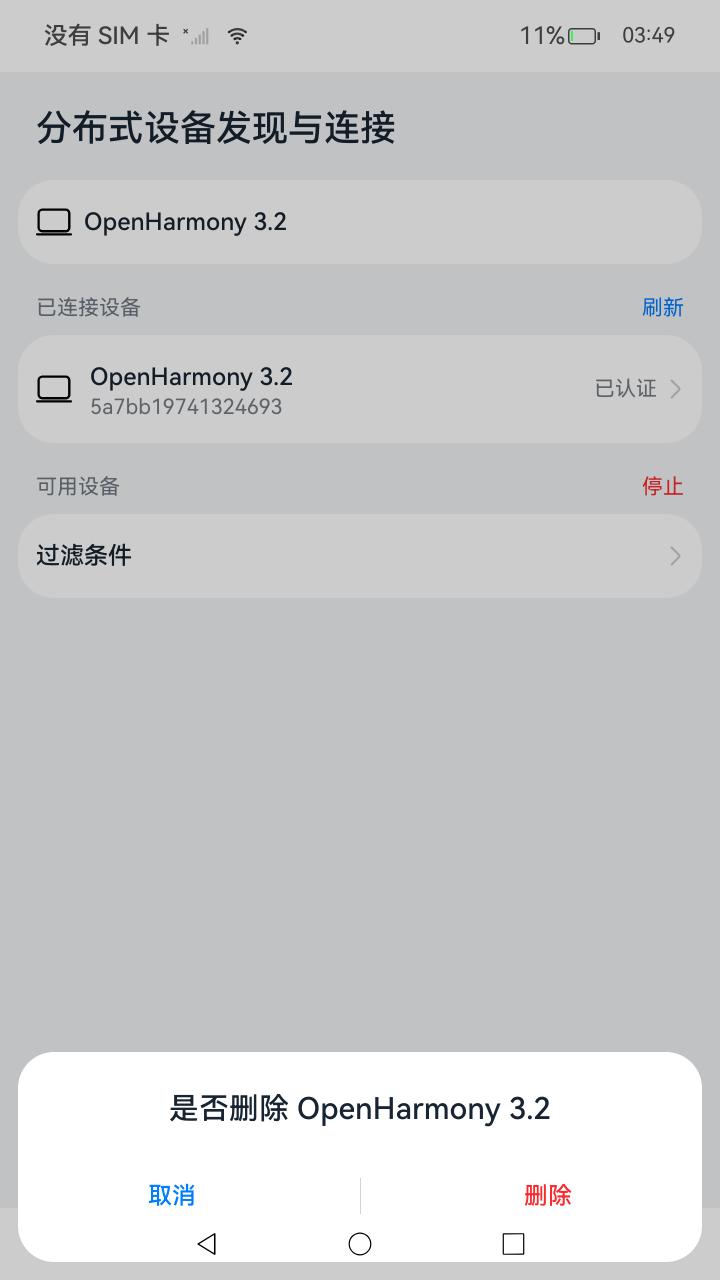 没有 SIM 卡 11% 03:49
分布式设备发现与连接
OpenHarmony 3.2
已连接设备 刷新
OpenHarmony 3.2
5a7bb19741324693
已认证
可用设备 停止
过滤条件
是否删除 OpenHarmony 3.2
取消 删除